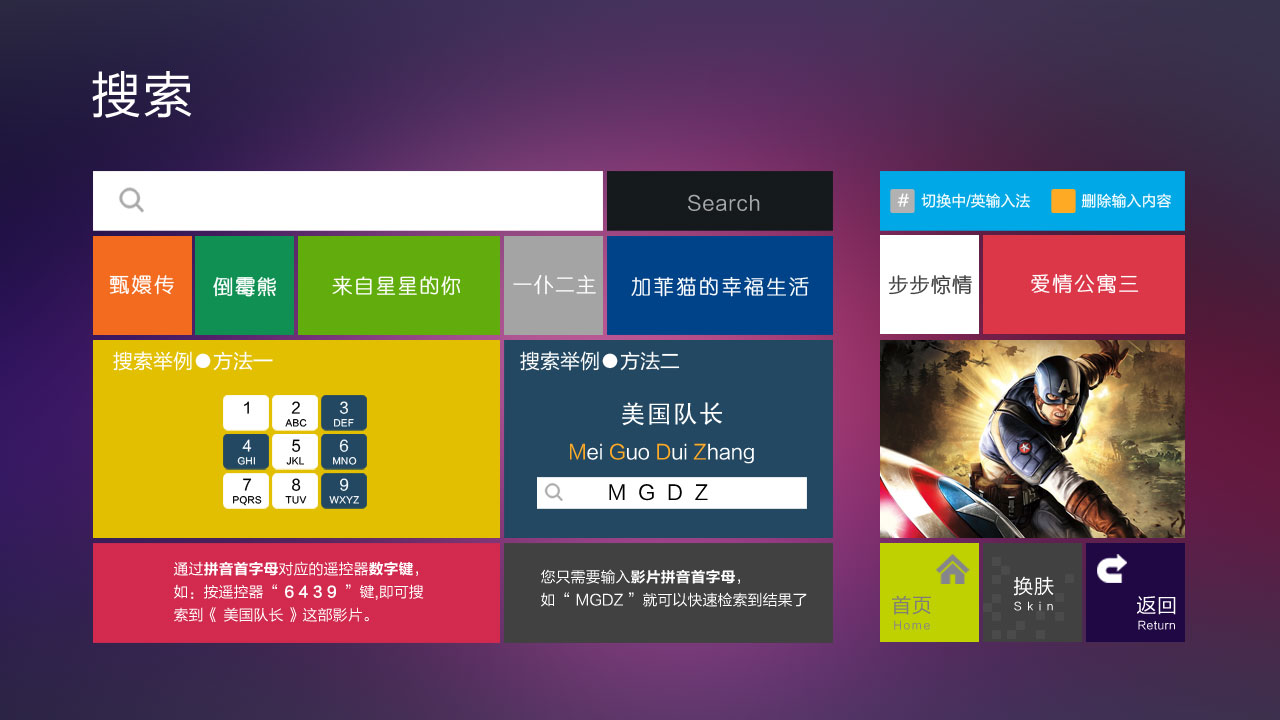 搜索
Search
# 切换中/英输入法 删除输入内容
甄嬛传
倒霉熊
来自星星的你
一仆二主
加菲猫的幸福生活
步步惊情
爱情公寓三
搜索举例●方法一
1
2
ABC
3
DEF
4
GHI
5
JKL
6
MNO
7
PQRS
8
TUV
9
WXYZ
搜索举例●方法二
美国队长
Mei Guo Dui Zhang
M G D Z
A
通过拼音首字母对应的遥控器数字键，
如：按遥控器“ 6 4 3 9 ”键,即可搜
索到《 美国队长 》这部影片。
您只需要输入影片拼音首字母，
如“ MGDZ ”就可以快速检索到结果了
首页
Home
换肤
Skin
返回
Return